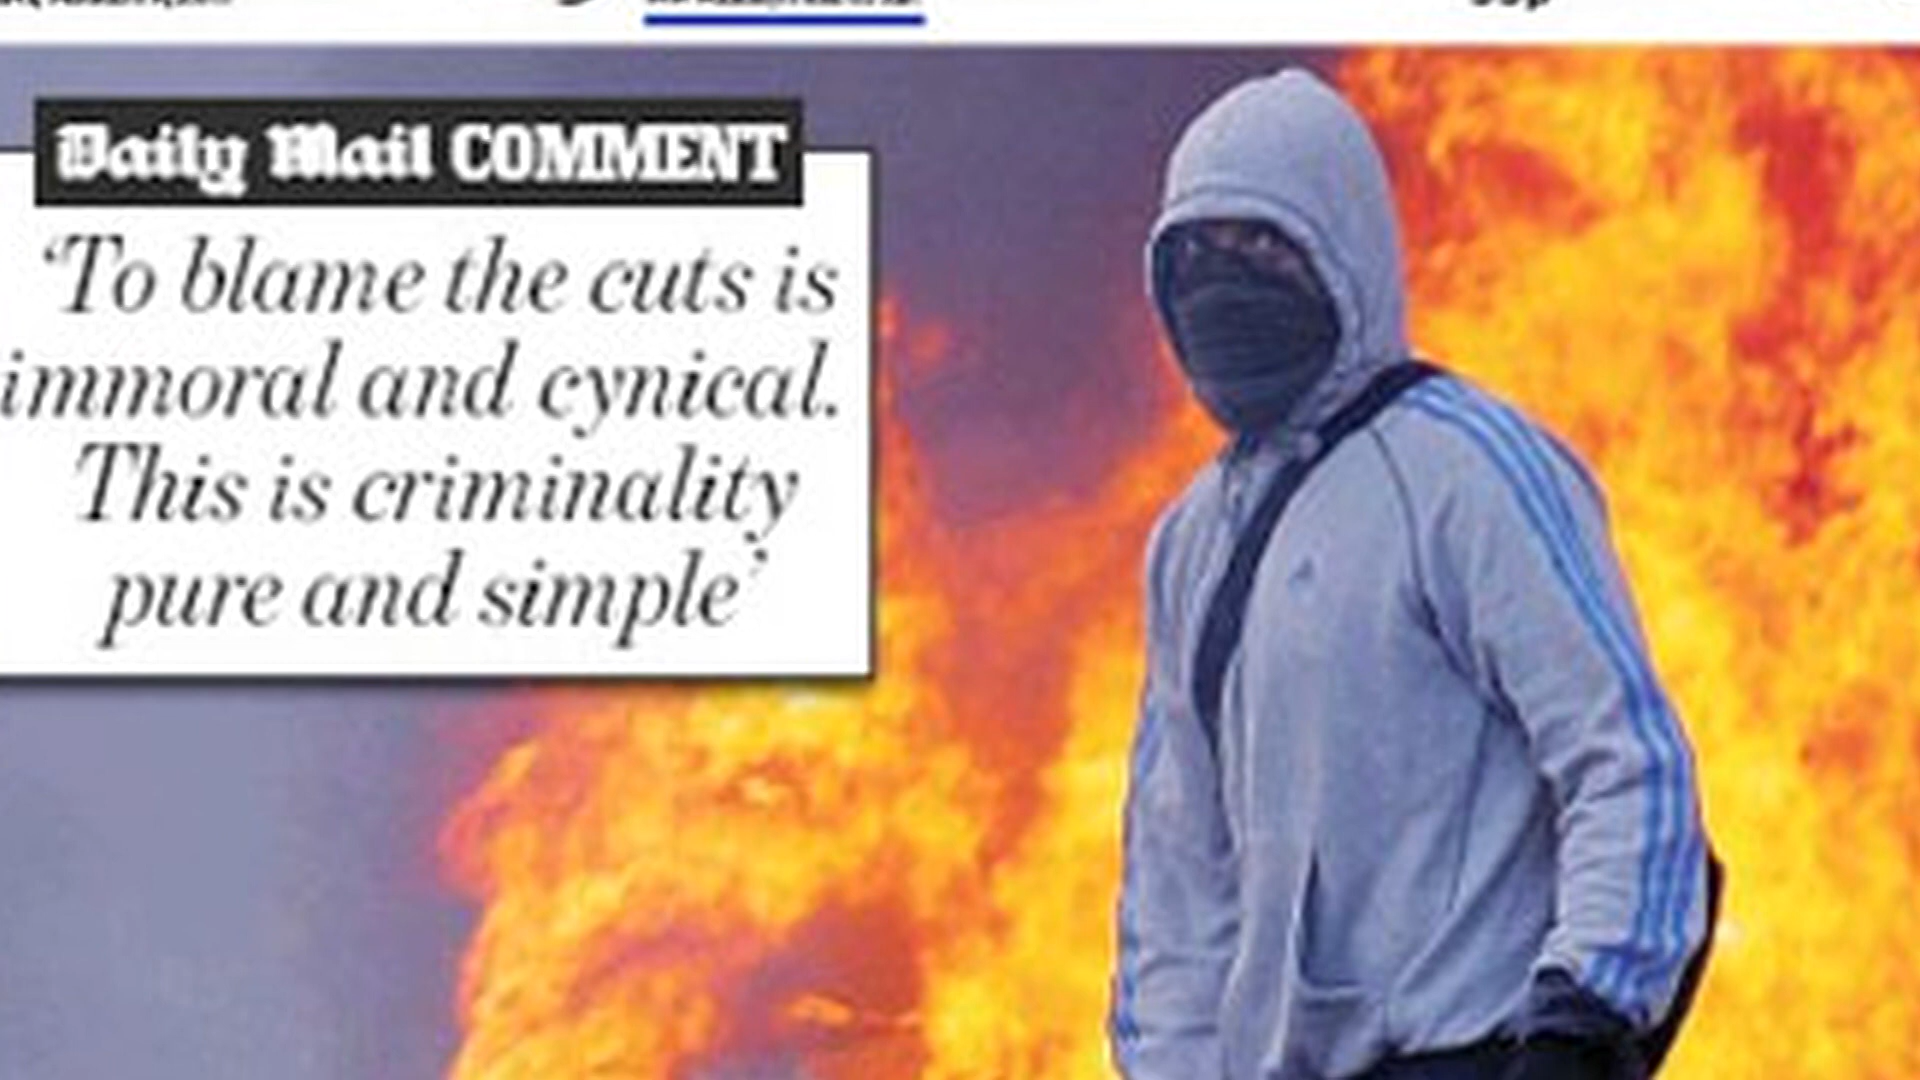 Daily Mail COMMENT
‘To blame the cuts is
immoral and cynical.
This is criminality
pure and simple’